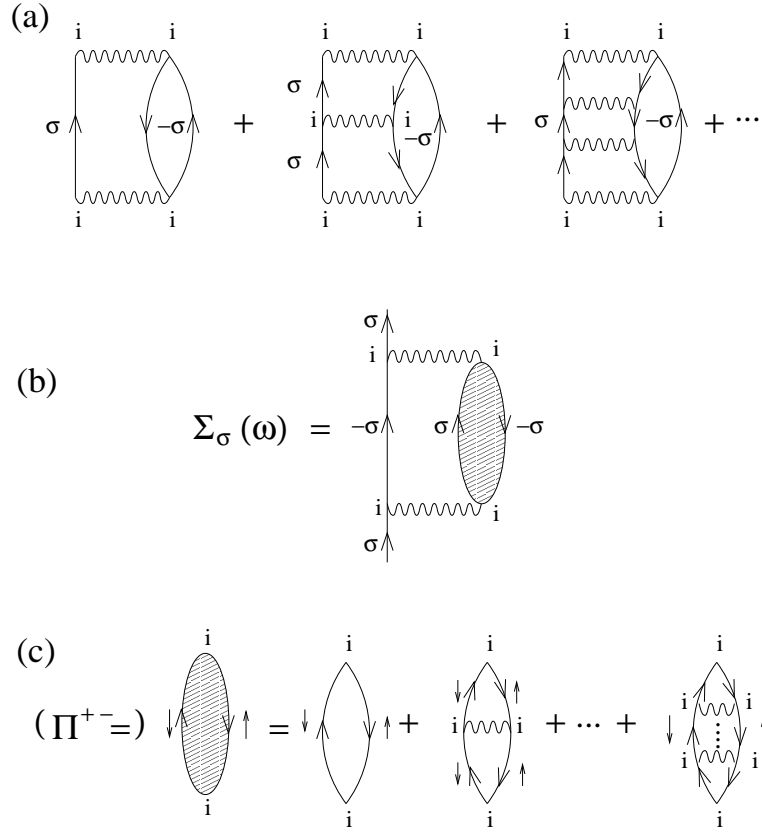 (a)
i i i i i i
σ −σ + σ i i −σ σ + σ −σ + ...
i i i i i i
(b)
σ
i i
Σσ (ω) = −σ σ −σ
i i
σ
(c)
i i i i
i i
( Π+− =) ↓ ↑ = ↓ ↑ + ↓ ↑ i i ↓ ↑ + ... + ↓
i i
i i i i